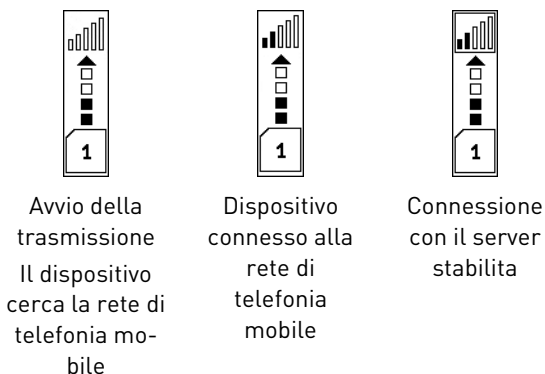 1
1
1
Avvio della
trasmissione
Il dispositivo
cerca la rete di
telefonia mo-
bile
Dispositivo
connesso alla
rete di
telefonia
mobile
Connessione
con il server
stabilita